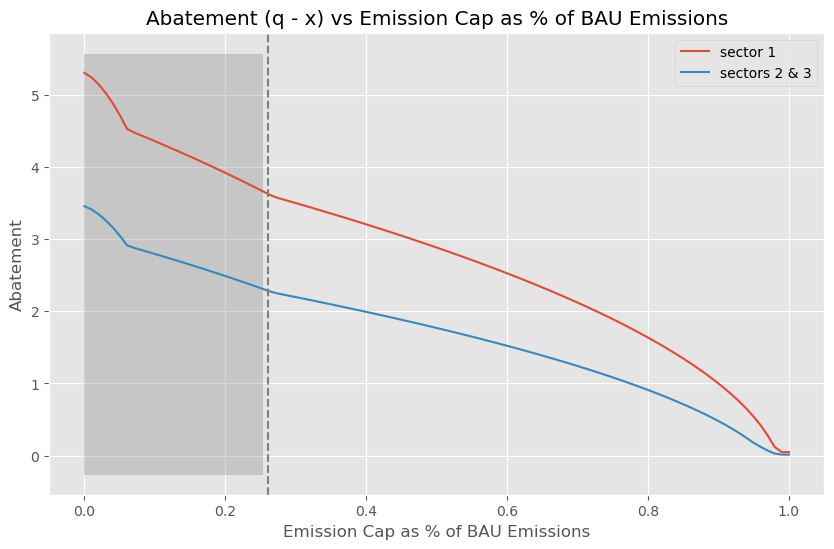 Abatement (q - x) vs Emission Cap as % of BAU Emissions
sector 1
sectors 2 & 3
Abatement
5
4
3
2
1
0
0.0 0.2 0.4 0.6 0.8 1.0
Emission Cap as % of BAU Emissions